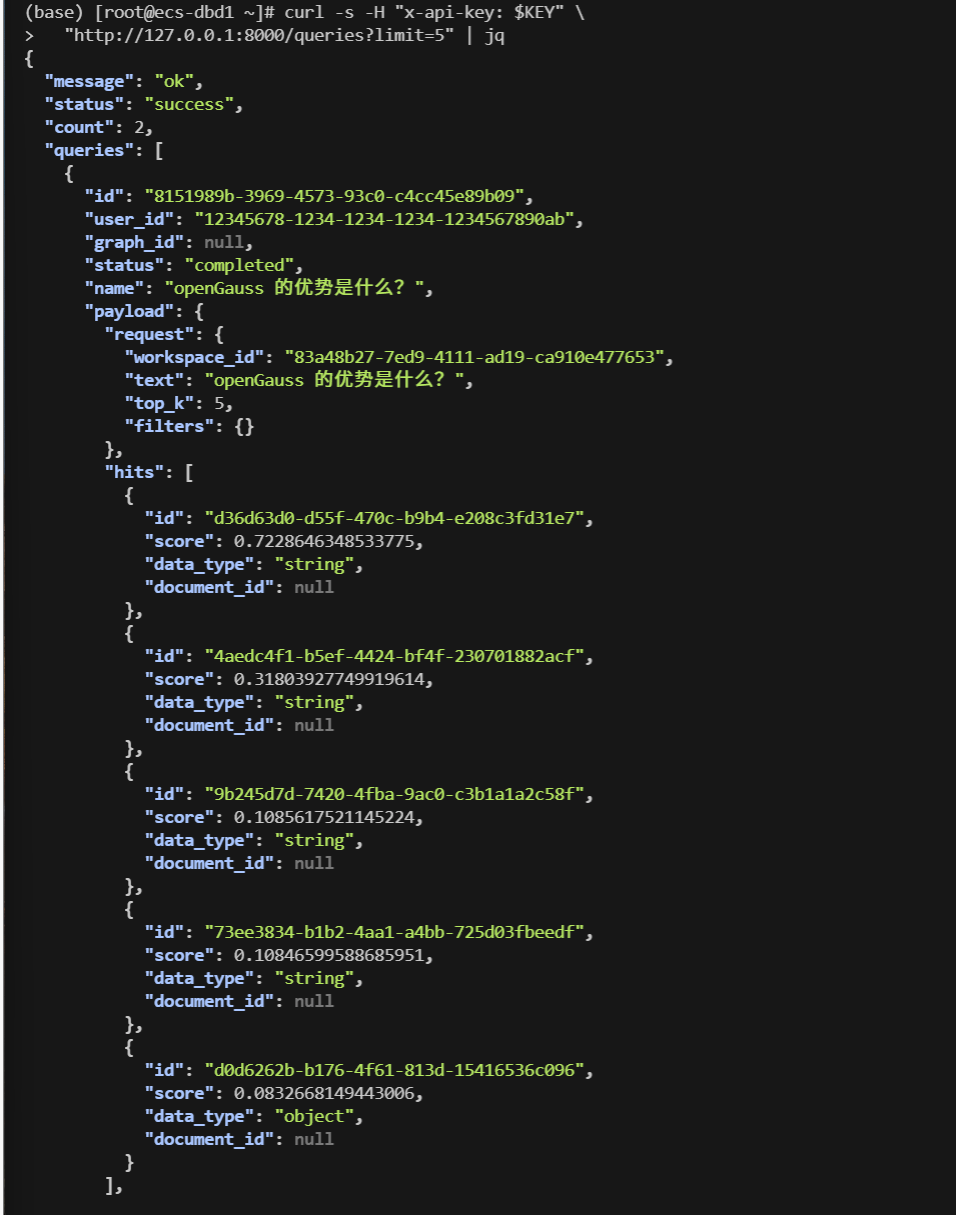 (base) [root@ecs-dbd1 ~]# curl -s -H "x-api-key: $KEY" \
>   "http://127.0.0.1:8000/queries?limit=5" | jq
{
  "message": "ok",
  "status": "success",
  "count": 2,
  "queries": [
    {
      "id": "8151989b-3969-4573-93c0-c4cc45e89b09",
      "user_id": "12345678-1234-1234-1234-1234567890ab",
      "graph_id": null,
      "status": "completed",
      "name": "openGauss 的优势是什么？",
      "payload": {
        "request": {
          "workspace_id": "83a48b27-7ed9-4111-ad19-ca910e477653",
          "text": "openGauss 的优势是什么？",
          "top_k": 5,
          "filters": {}
        },
        "hits": [
          {
            "id": "d36d63d0-d55f-470c-b9b4-e208c3fd31e7",
            "score": 0.7228646348533775,
            "data_type": "string",
            "document_id": null
          },
          {
            "id": "4aedc4f1-b5ef-4424-bf4f-230701882acf",
            "score": 0.31803927749919614,
            "data_type": "string",
            "document_id": null
          },
          {
            "id": "9b245d7d-7420-4fba-9ac0-c3b1a1a2c58f",
            "score": 0.1085617521145224,
            "data_type": "string",
            "document_id": null
          },
          {
            "id": "73ee3834-b1b2-4aa1-a4bb-725d03fbeedf",
            "score": 0.10846599588685951,
            "data_type": "string",
            "document_id": null
          },
          {
            "id": "d0d6262b-b176-4f61-813d-15416536c096",
            "score": 0.0832668149443006,
            "data_type": "object",
            "document_id": null
          }
        ],